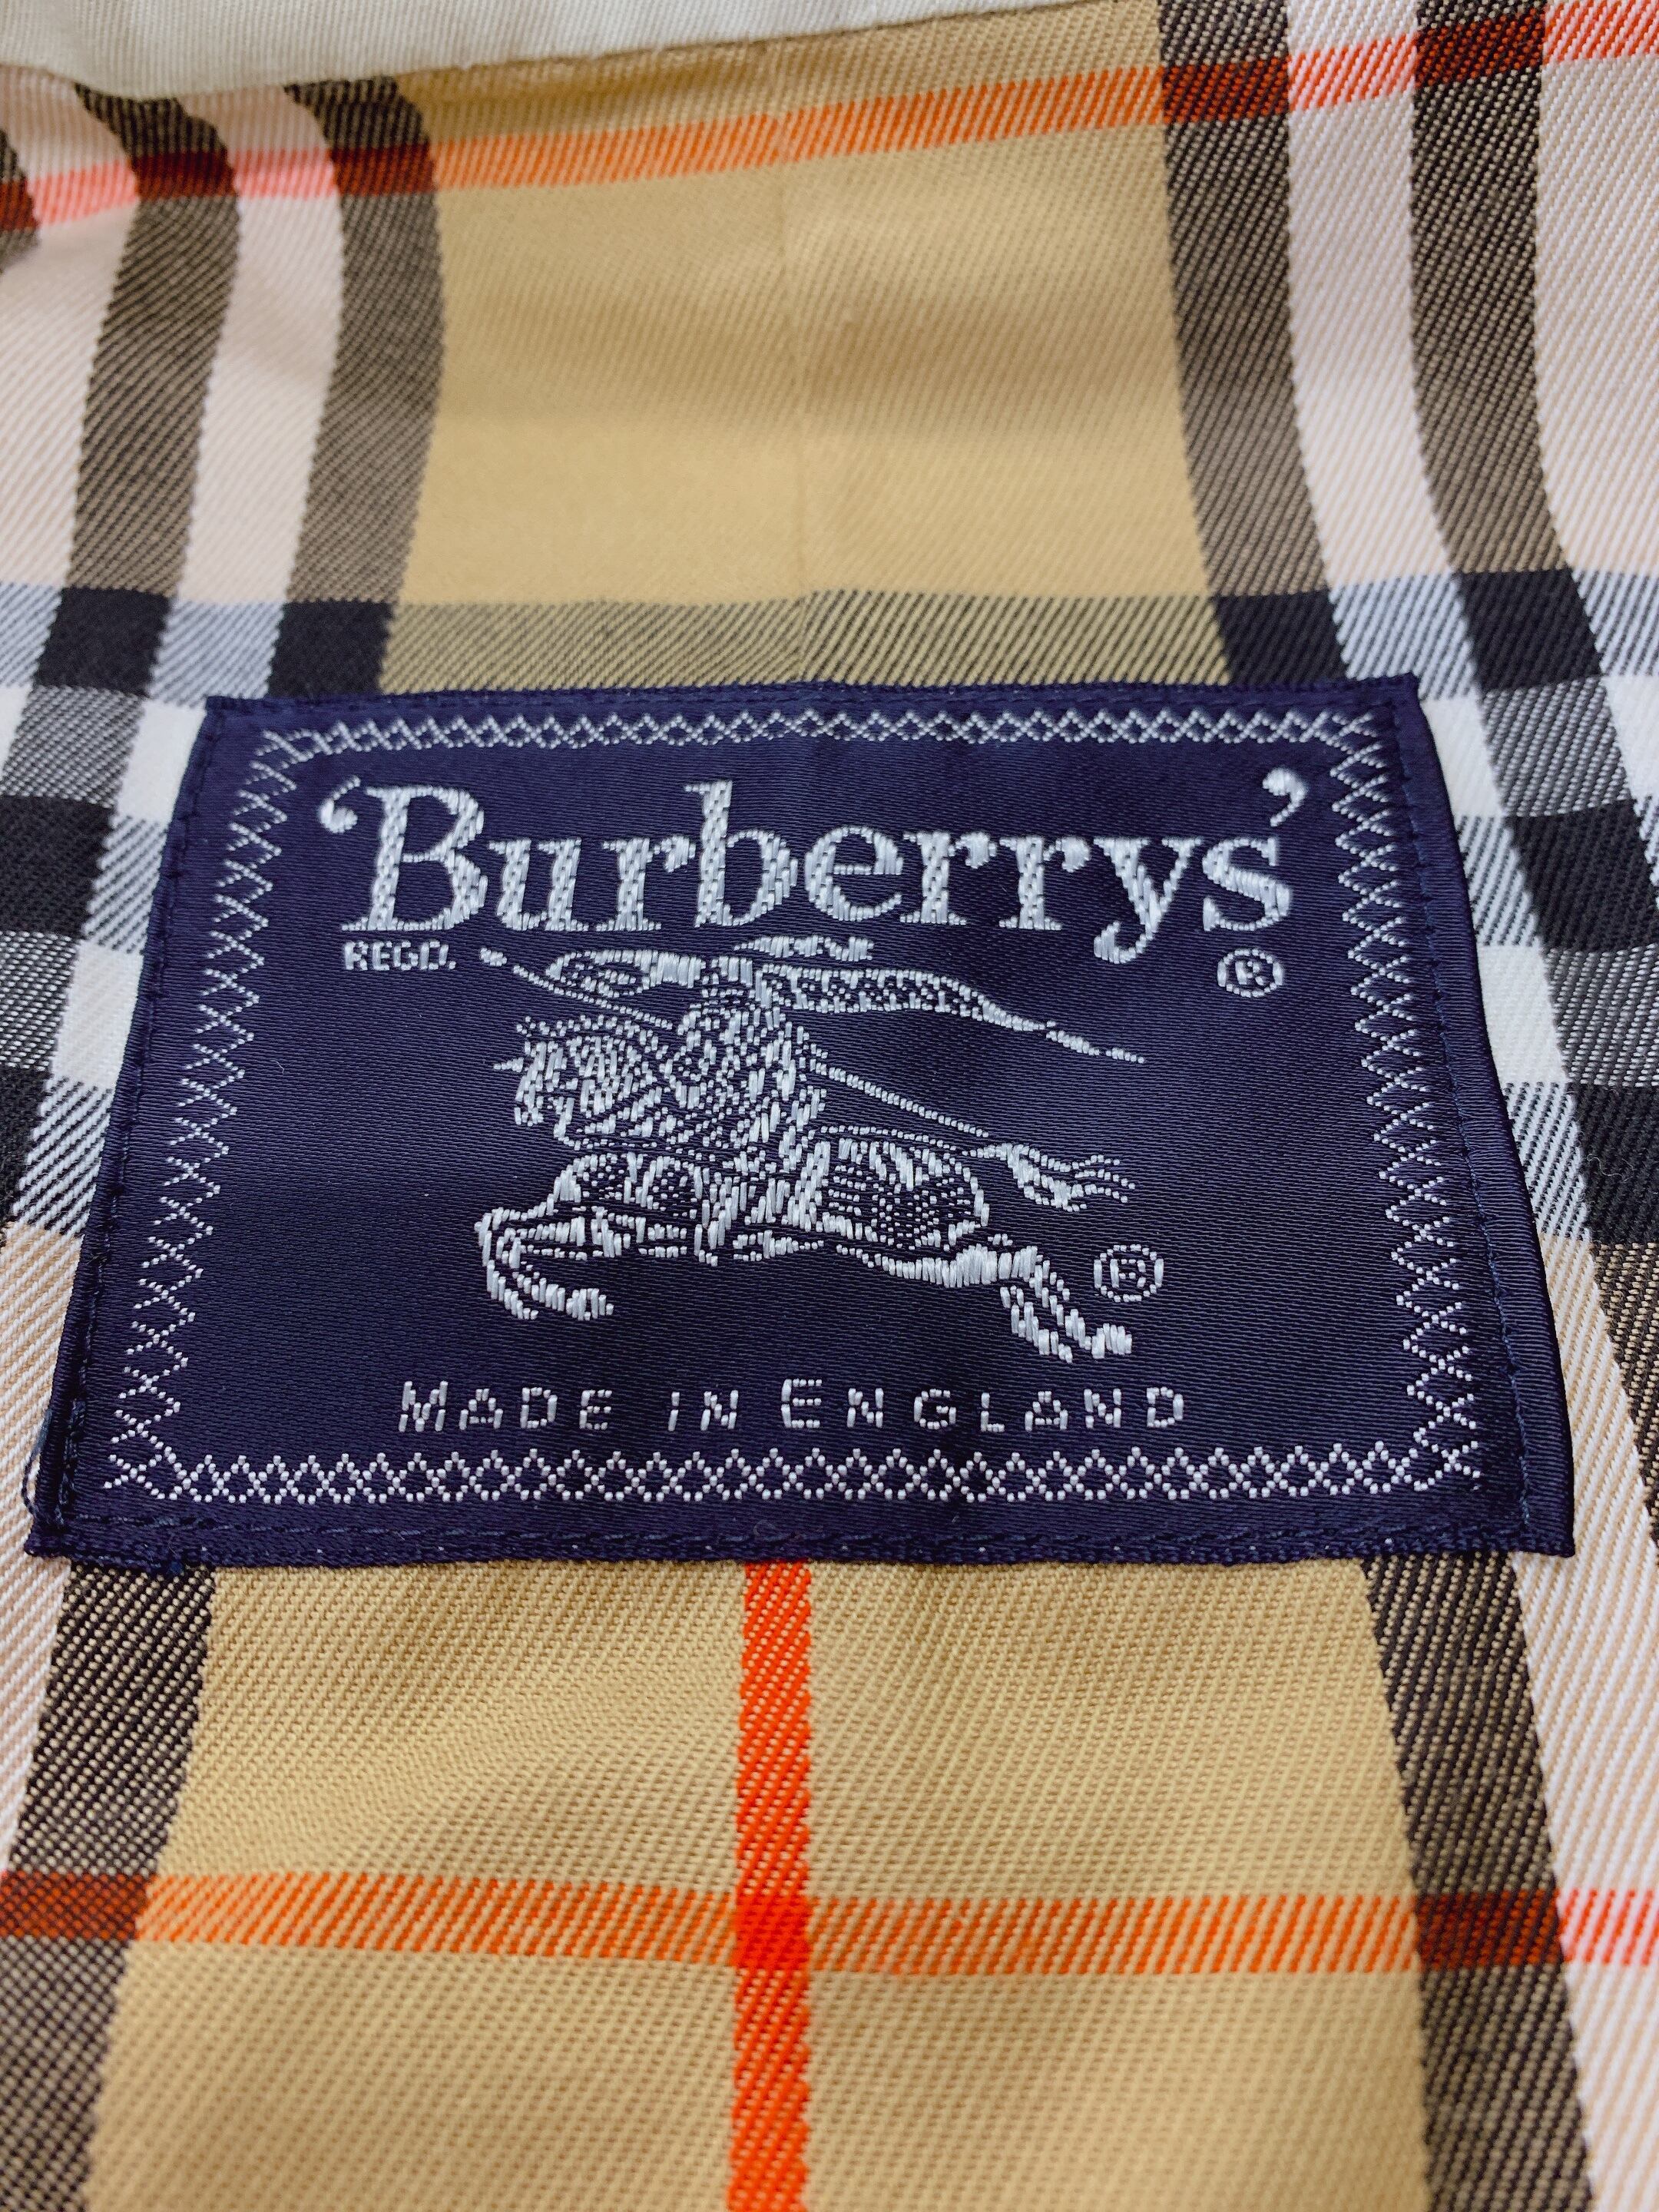 ‘Burberrys’
REGD. ®
®
MADE IN ENGLAND